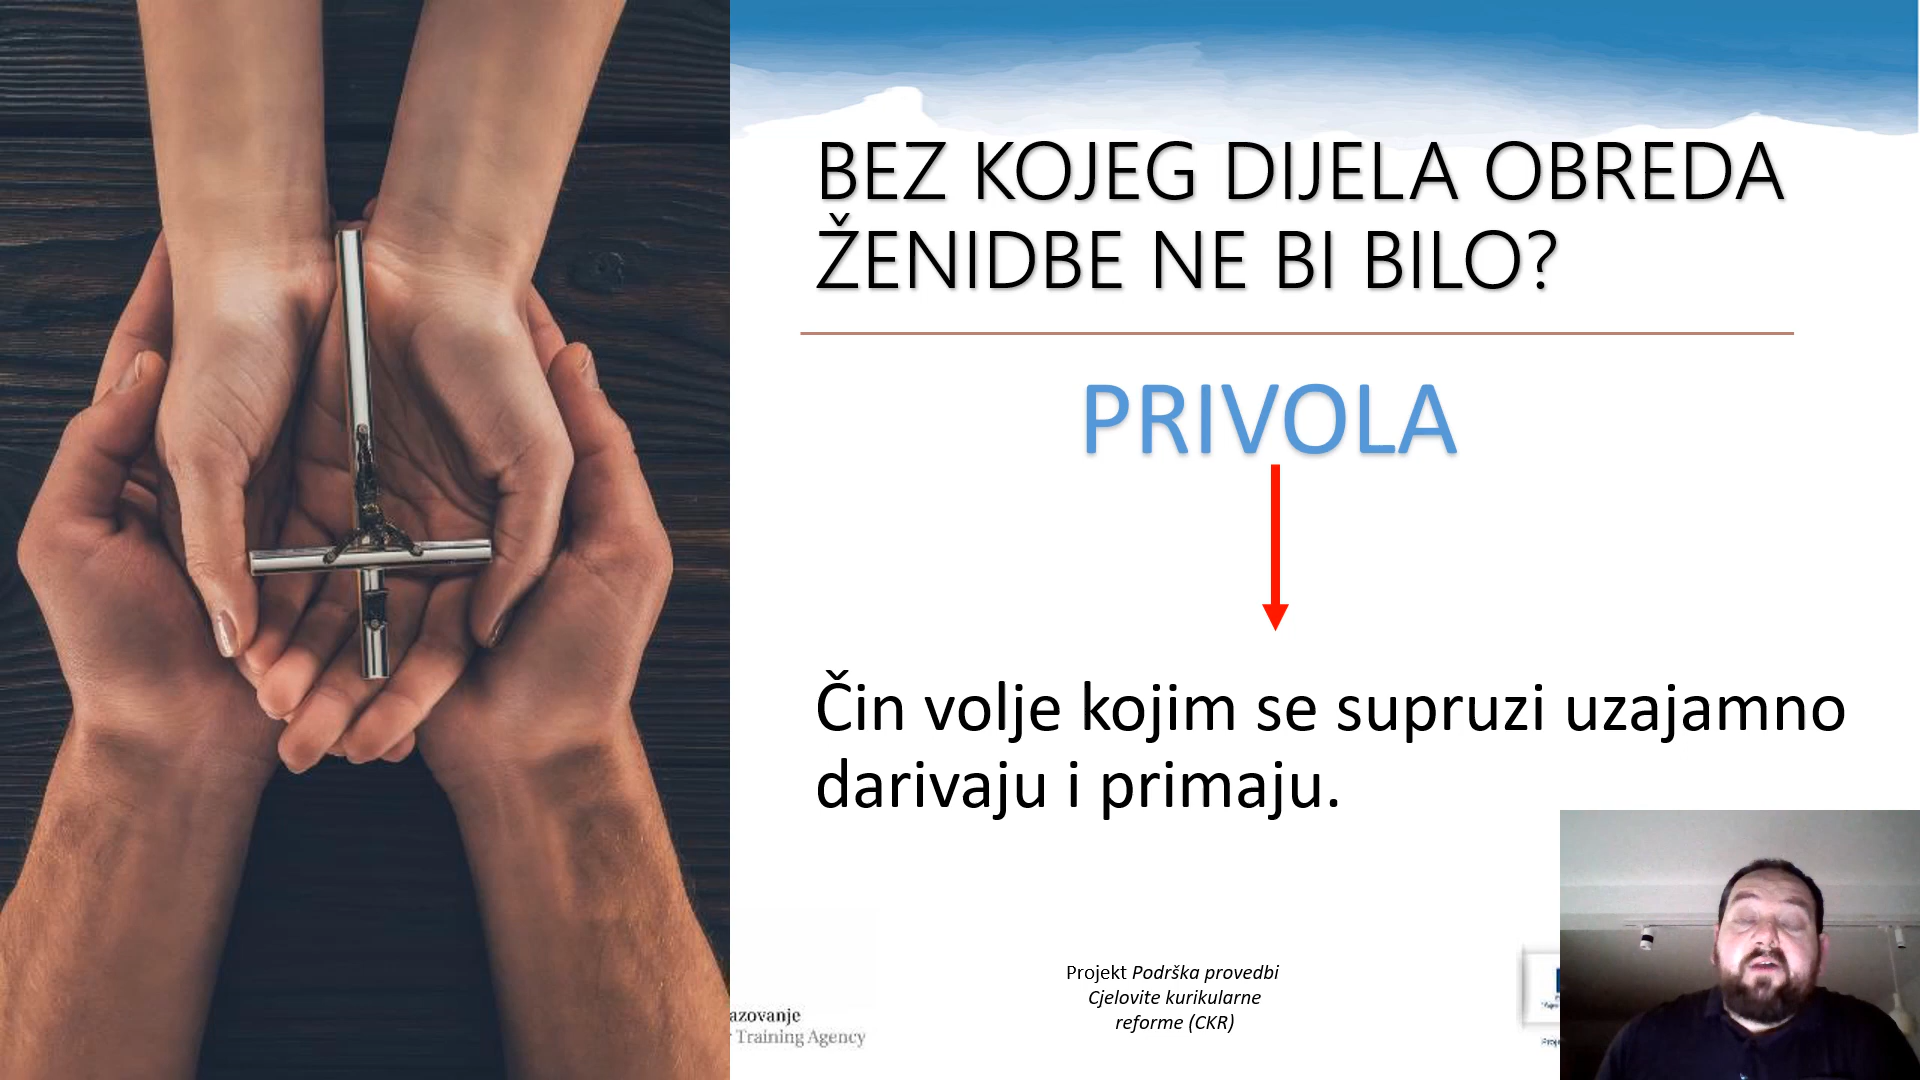 BEZ KOJEG DIJELA OBREDA
ŽENIDBE NE BI BILO?
PRIVOLA
Čin volje kojim se supruzi uzajamno
darivaju i primaju.
Projekt Podrška provedbi
Cjelovite kurikularne
reforme (CKR)
azovanje
Training Agency